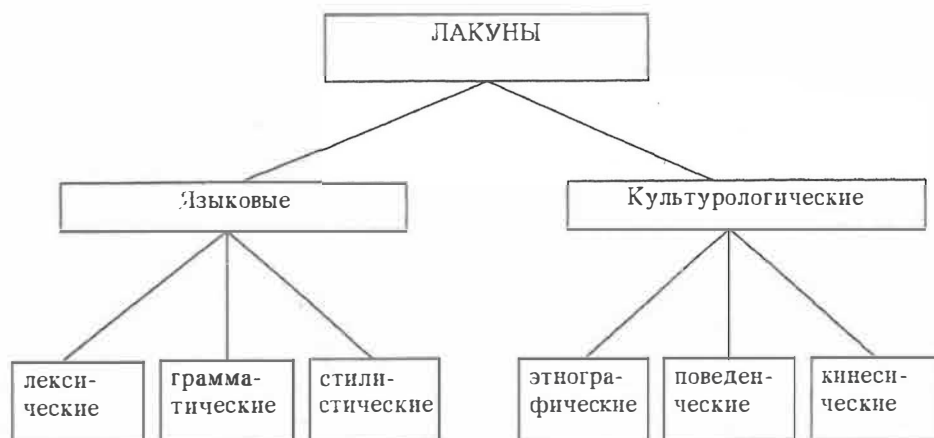 ЛАКУНЫ
Языковые
Культурологические
лекси-
ческие
грамма-
тические
стили-
стические
этногра-
фические
поведен-
ческие
кинеси-
ческие